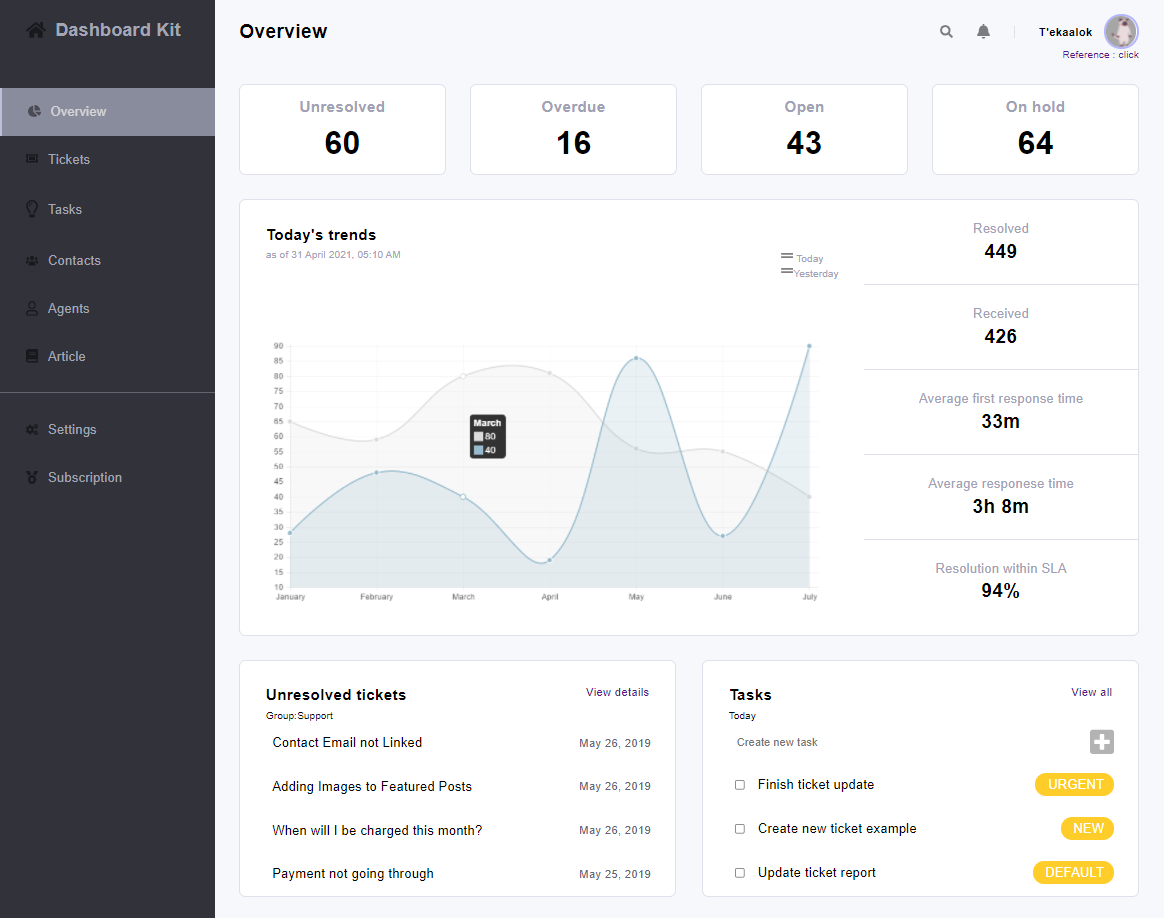 Dashboard Kit
Overview
Tickets
Tasks
Contacts
Agents
Article
Settings
Subscription
Overview
T'ekaalok
Reference : click
Unresolved
60
Overdue
16
Open
43
On hold
64
Today's trends
as of 31 April 2021, 05:10 AM
Today
Yesterday
90
85
80
75
70
65
60
55
50
45
40
35
30
25
20
15
10
January February March April May June July
March
80
40
Resolved
449
Received
426
Average first response time
33m
Average responese time
3h 8m
Resolution within SLA
94%
Unresolved tickets View details
Group:Support
Contact Email not Linked May 26, 2019
Adding Images to Featured Posts May 26, 2019
When will I be charged this month? May 26, 2019
Payment not going through May 25, 2019
Tasks View all
Today
Create new task
Finish ticket update URGENT
Create new ticket example NEW
Update ticket report DEFAULT